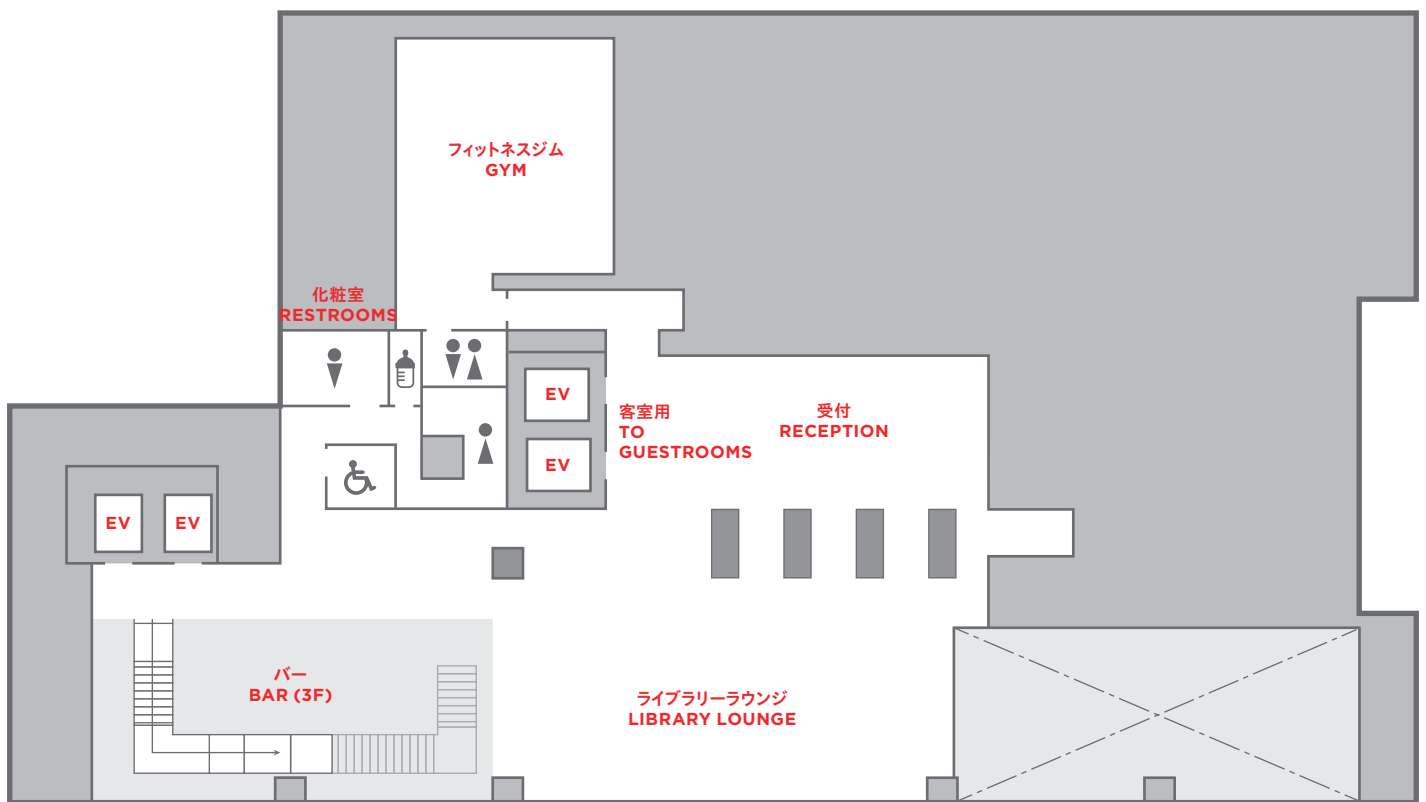 フィットネスジム
GYM
化粧室
RESTROOMS
EV
EV
客室用
TO
GUESTROOMS
受付
RECEPTION
EV
EV
バー
BAR (3F)
ライブラリーラウンジ
LIBRARY LOUNGE